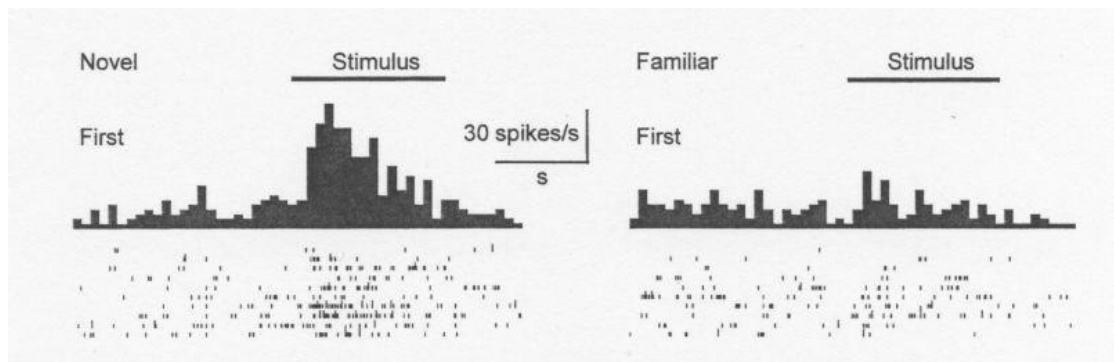 Novel Stimulus
First
30 spikes/s
s
Familiar Stimulus
First